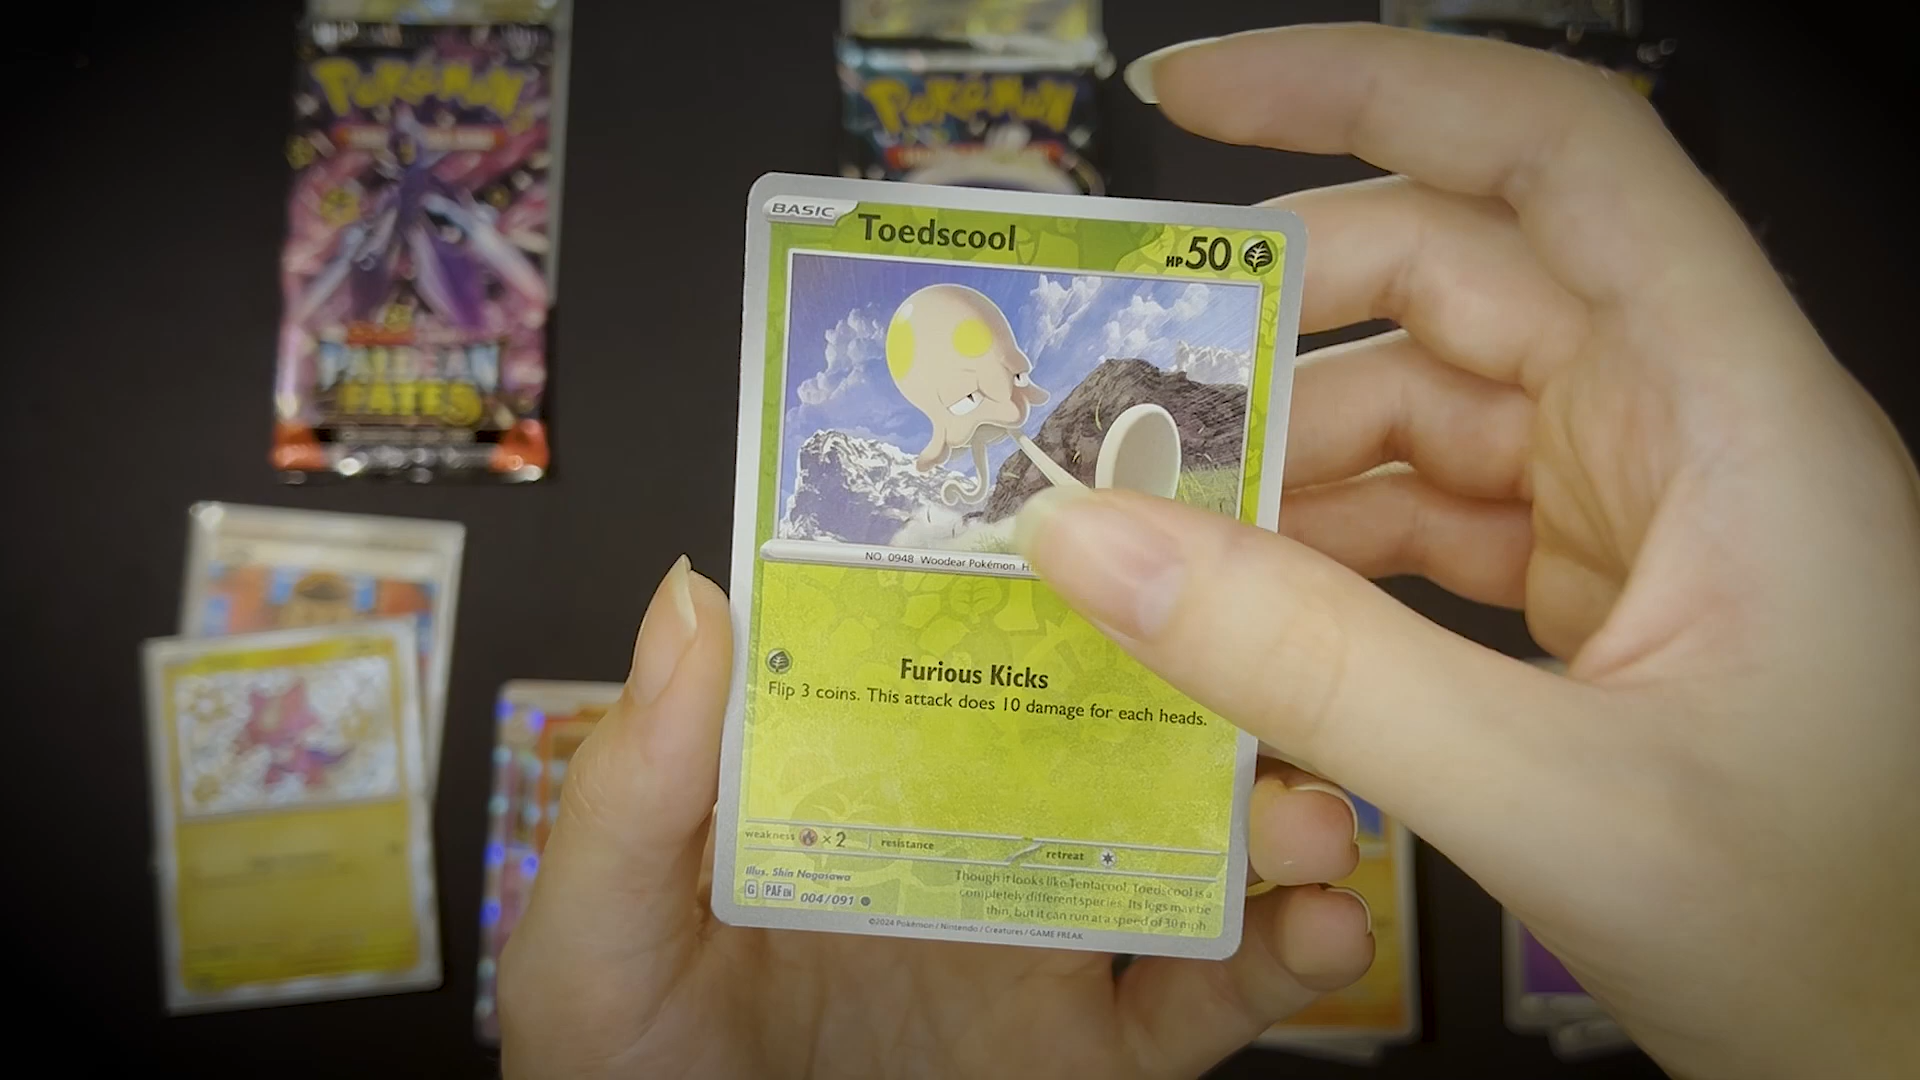 Pokémon
Pokémon
PALDEAN
FATES
BASIC
Toedscool
HP 50
NO. 0948 Woodear Pokémon H
Furious Kicks
Flip 3 coins. This attack does 10 damage for each heads.
weakness ×2 resistance retreat
Illus. Shin Nagasawa
G PAF EN 004/091
Though it looks like Tentacool, Toedscool is a
completely different species. Its legs may be
thin, but it can run at a speed of 30 mph.
©2024 Pokémon / Nintendo / Creatures / GAME FREAK